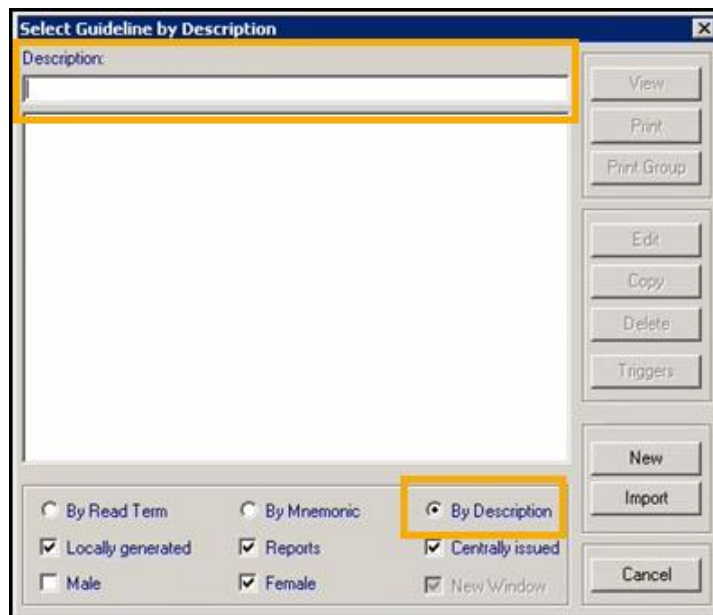 Select Guideline by Description
Description:
View
Print
Print Group
Edit
Copy
Delete
Triggers
New
Import
Cancel
By Read Term
By Mnemonic
By Description
Locally generated
Reports
Centrally issued
Male
Female
New Window